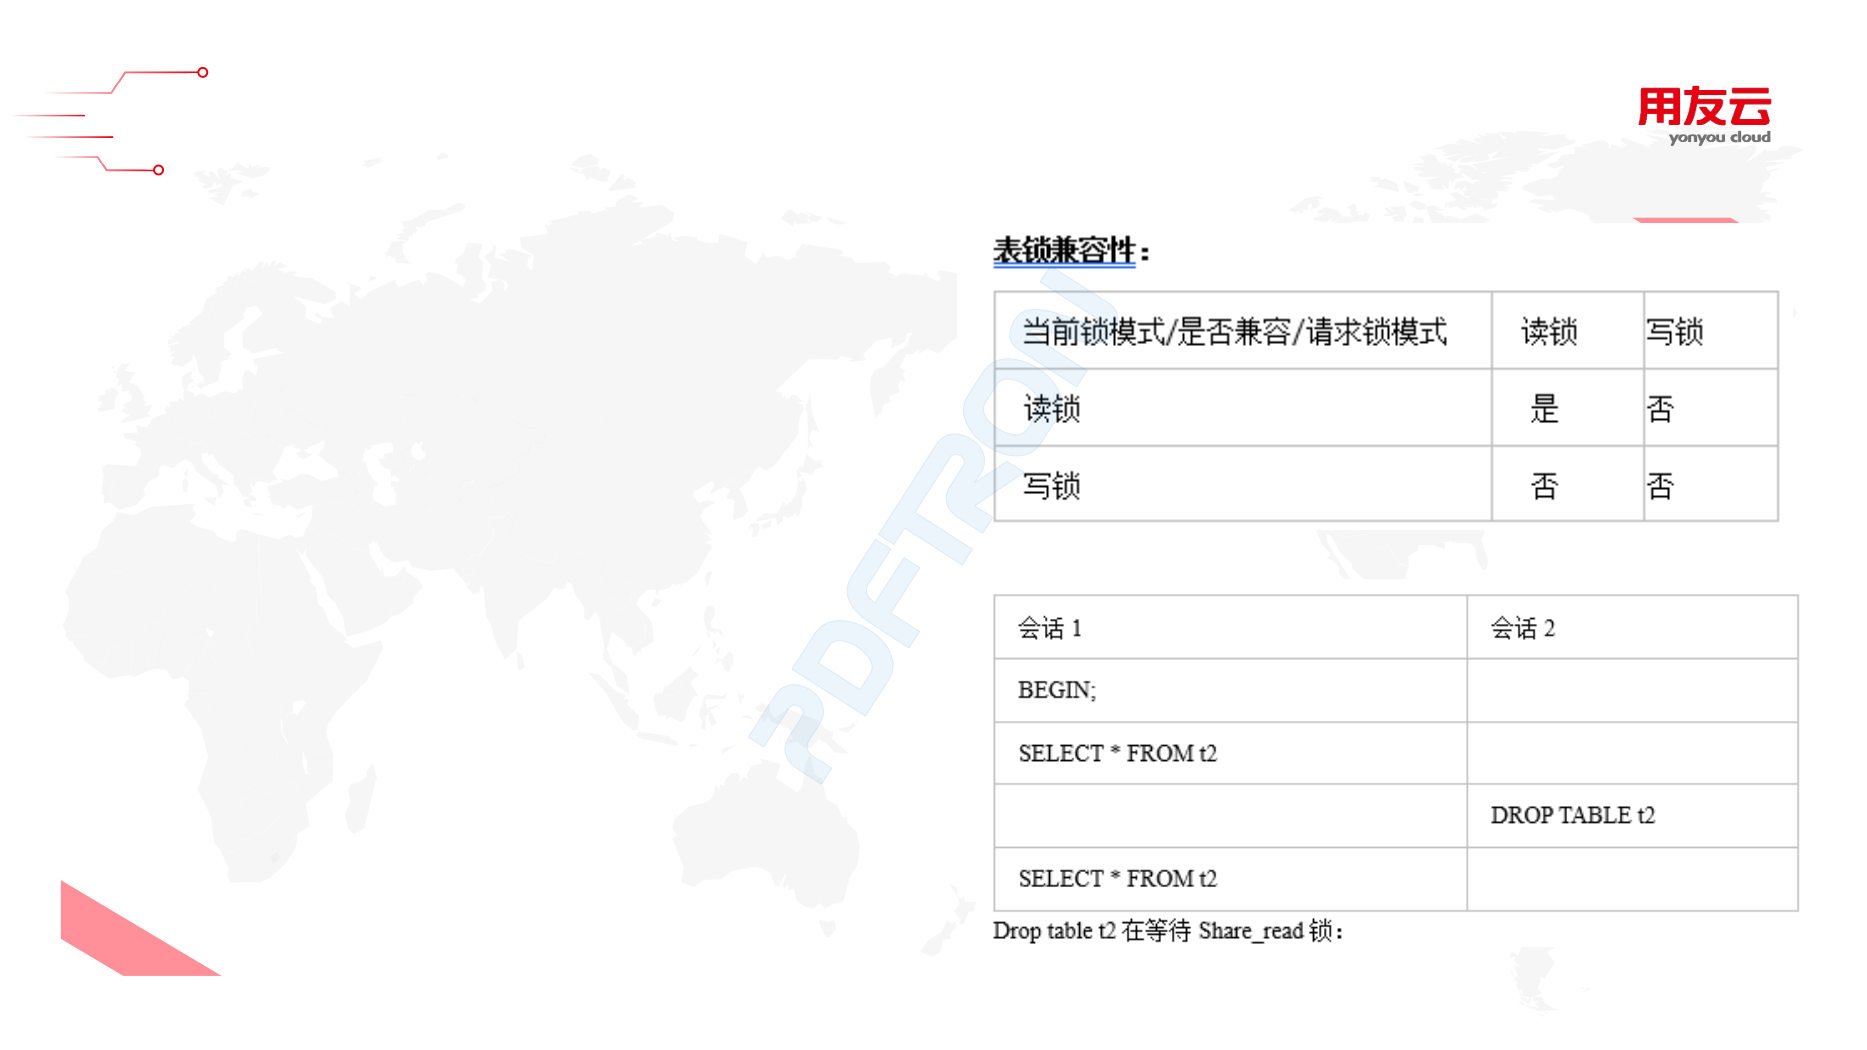 用友云
yonyou cloud
表锁兼容性：
当前锁模式/是否兼容/请求锁模式 读锁 写锁
读锁 是 否
写锁 否 否
会话 1 会话 2
BEGIN;
SELECT * FROM t2
DROP TABLE t2
SELECT * FROM t2
Drop table t2 在等待 Share_read 锁：
PDFTRON